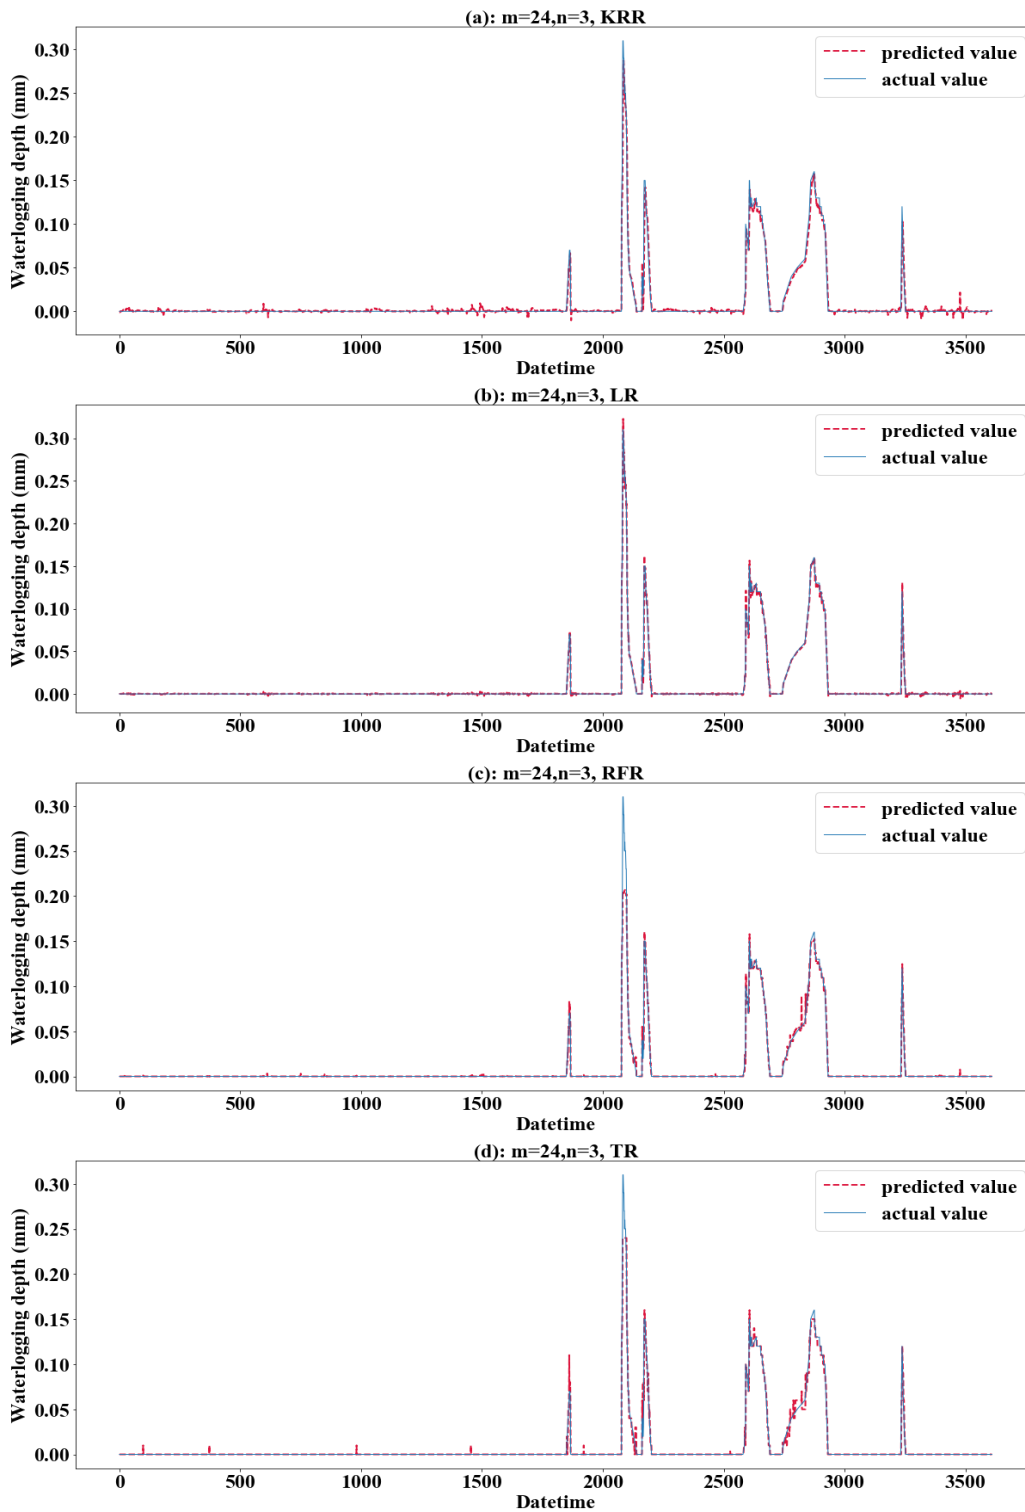 (a): m=24,n=3, KRR
Waterlogging depth (mm)
0.30
0.25
0.20
0.15
0.10
0.05
0.00
predicted value
actual value
0 500 1000 1500 2000 2500 3000 3500
Datetime
(b): m=24,n=3, LR
Waterlogging depth (mm)
0.30
0.25
0.20
0.15
0.10
0.05
0.00
predicted value
actual value
0 500 1000 1500 2000 2500 3000 3500
Datetime
(c): m=24,n=3, RFR
Waterlogging depth (mm)
0.30
0.25
0.20
0.15
0.10
0.05
0.00
predicted value
actual value
0 500 1000 1500 2000 2500 3000 3500
Datetime
(d): m=24,n=3, TR
Waterlogging depth (mm)
0.30
0.25
0.20
0.15
0.10
0.05
0.00
predicted value
actual value
0 500 1000 1500 2000 2500 3000 3500
Datetime